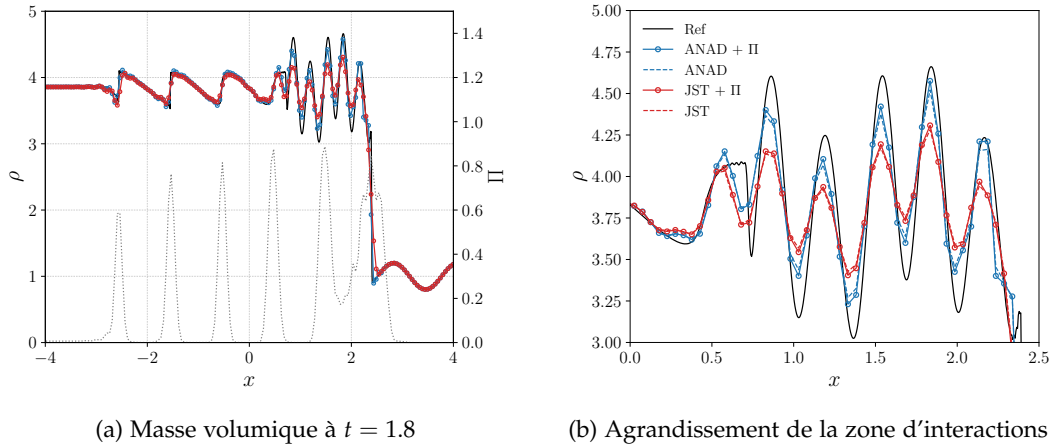 5
4
3
2
1
0
ρ
−4
−2
0
2
4
x
1.4
1.2
1.0
0.8
0.6
0.4
0.2
0.0
Π
(a) Masse volumique à t = 1.8
5.00
4.75
4.50
4.25
4.00
3.75
3.50
3.25
3.00
ρ
Ref
ANAD + Π
ANAD
JST + Π
JST
0.0
0.5
1.0
1.5
2.0
2.5
x
(b) Agrandissement de la zone d'interactions